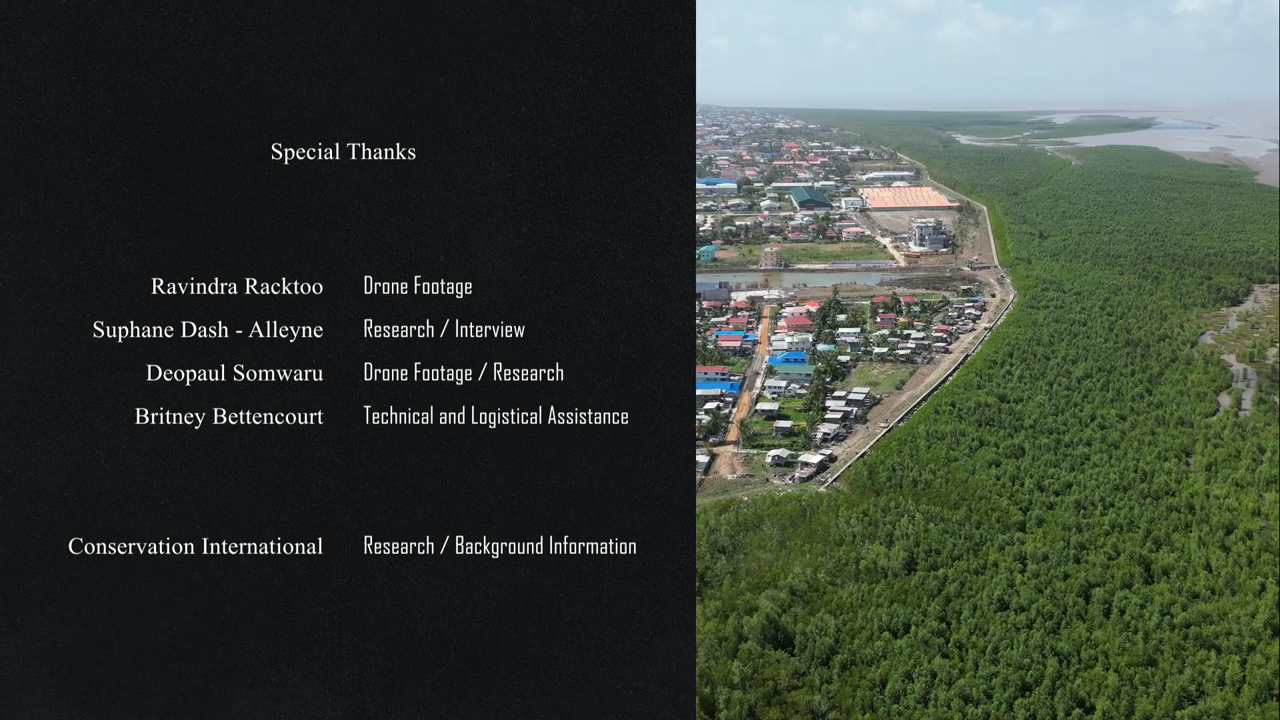 Special Thanks
Ravindra Racktoo Drone Footage
Suphane Dash - Alleyne Research / Interview
Deopaul Somwaru Drone Footage / Research
Britney Bettencourt Technical and Logistical Assistance
Conservation International Research / Background Information